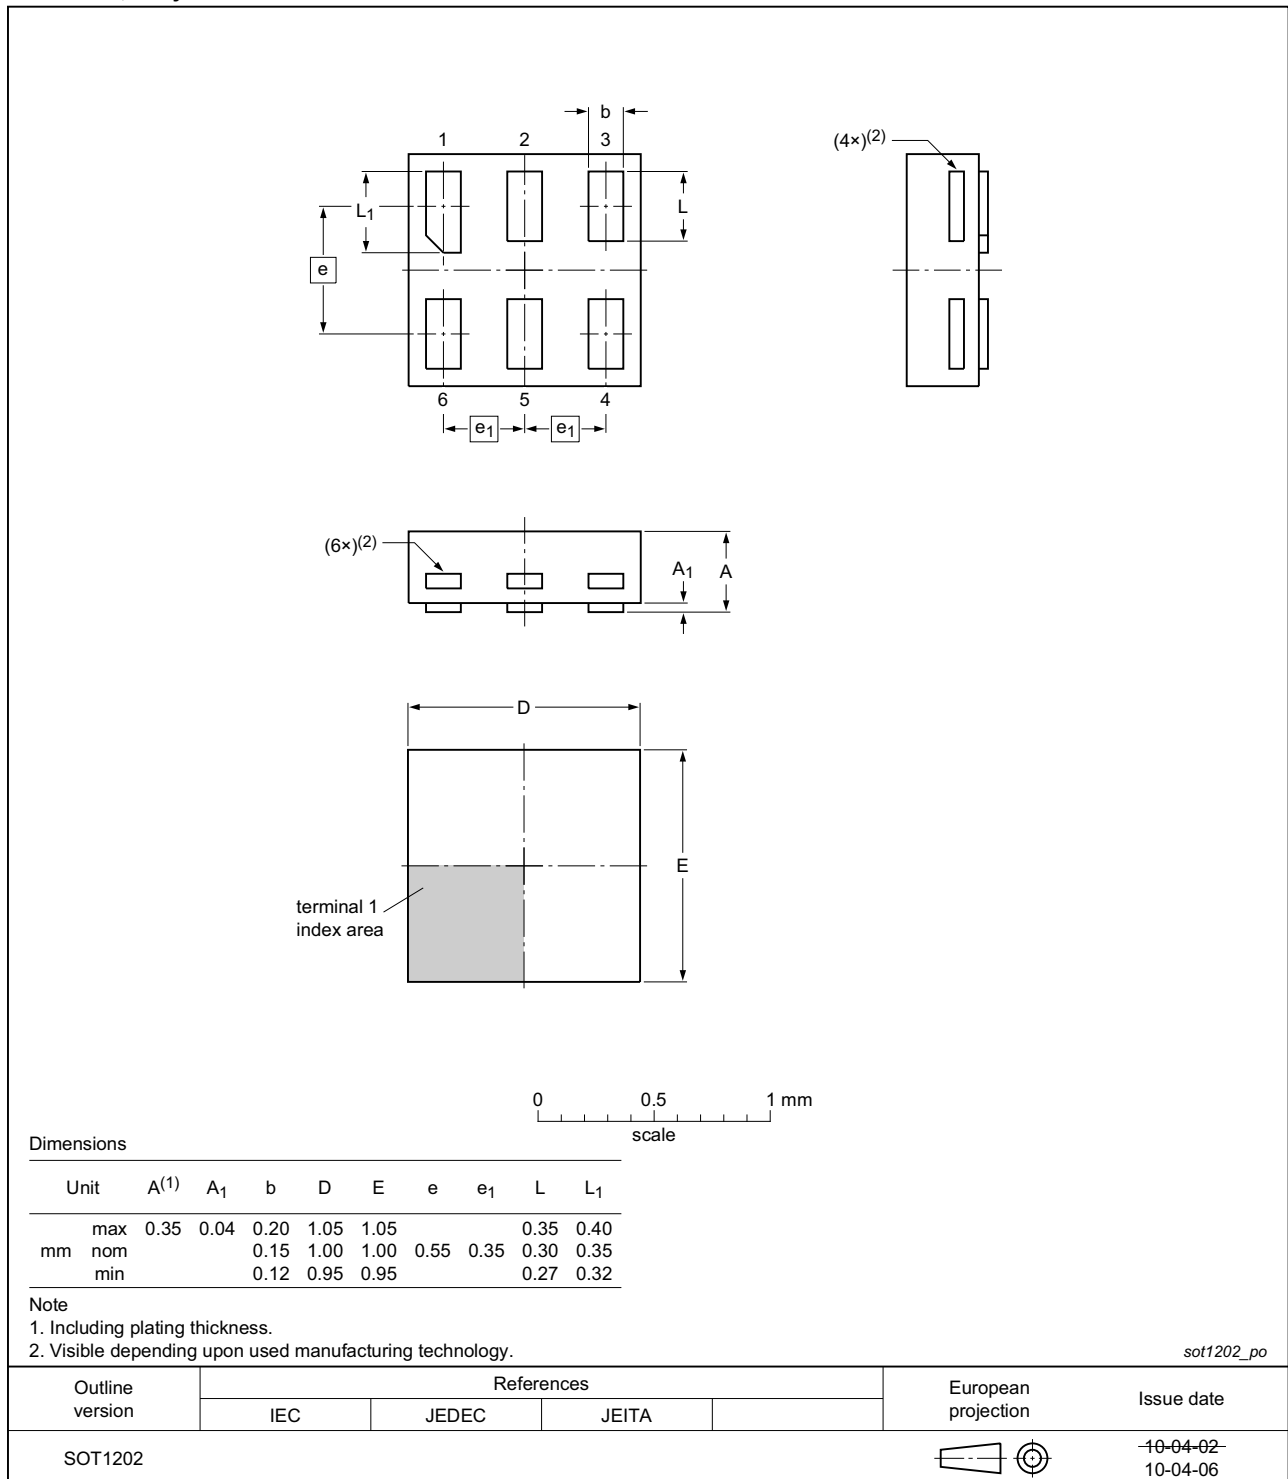 b
1 2 3
(4×)(2)
L1
L
e
6 5 4
e1 e1
(6×)(2)
A1 A
D
E
terminal 1
index area
0 0.5 1 mm
scale
Dimensions
Unit A(1) A1 b D E e e1 L L1
max 0.35 0.04 0.20 1.05 1.05 0.35 0.40
mm nom 0.15 1.00 1.00 0.55 0.35 0.30 0.35
min 0.12 0.95 0.95 0.27 0.32
Note
1. Including plating thickness.
2. Visible depending upon used manufacturing technology.
sot1202_po
Outline
version
References
IEC JEDEC JEITA
European
projection
Issue date
SOT1202
10-04-02
10-04-06